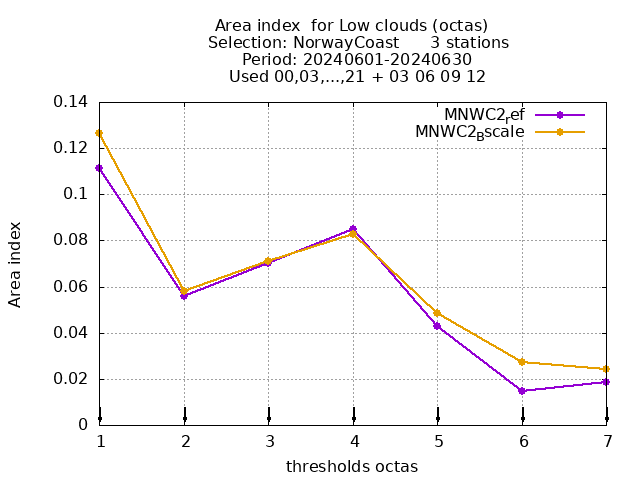 Area index  for Low clouds (octas)
Selection: NorwayCoast      3 stations
Period: 20240601-20240630
Used 00,03,...,21 + 03 06 09 12
MNWC2ref
MNWC2Bscale
0.14
0.12
0.1
0.08
0.06
0.04
0.02
0
Area index
1 2 3 4 5 6 7
thresholds octas